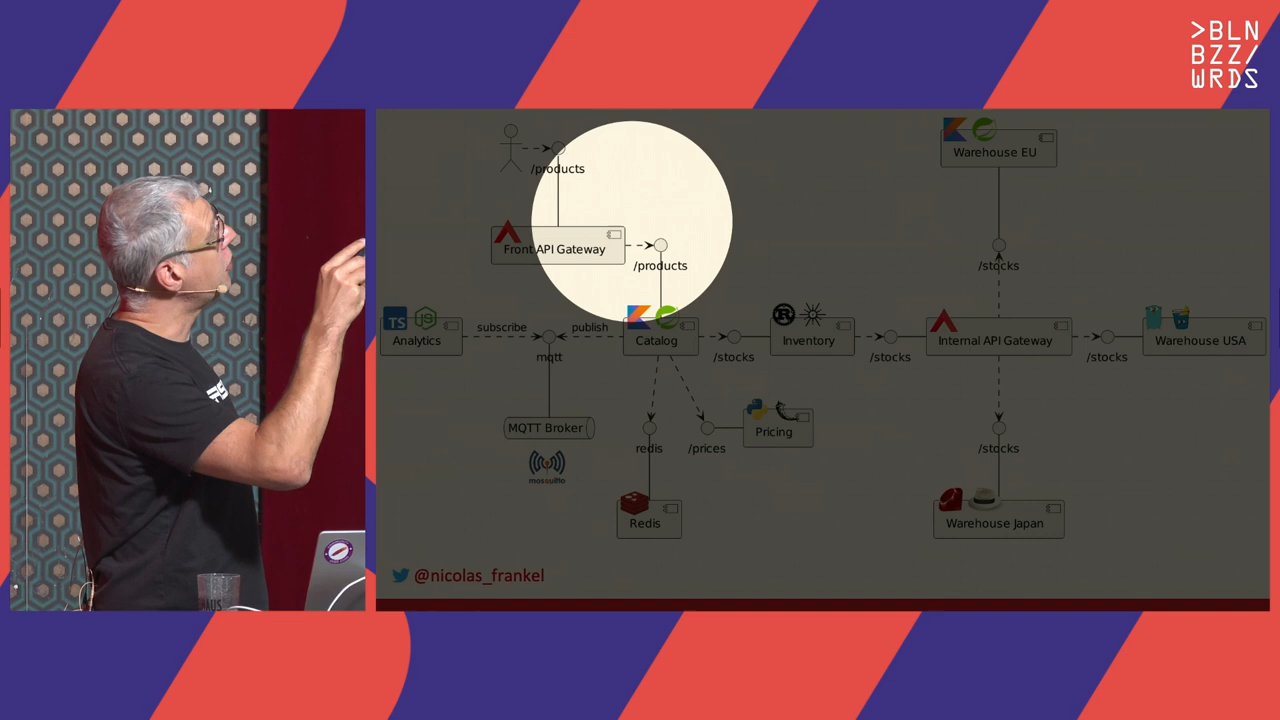 >BLN
BZZ/
WRDS
/products
Front API Gateway
/products
Warehouse EU
/stocks
TS
Analytics
subscribe
publish
mqtt
Catalog
/stocks
Inventory
/stocks
Internal API Gateway
/stocks
Warehouse USA
MQTT Broker
mosquitto
redis
/prices
Pricing
/stocks
Redis
Warehouse Japan
@nicolas_frankel